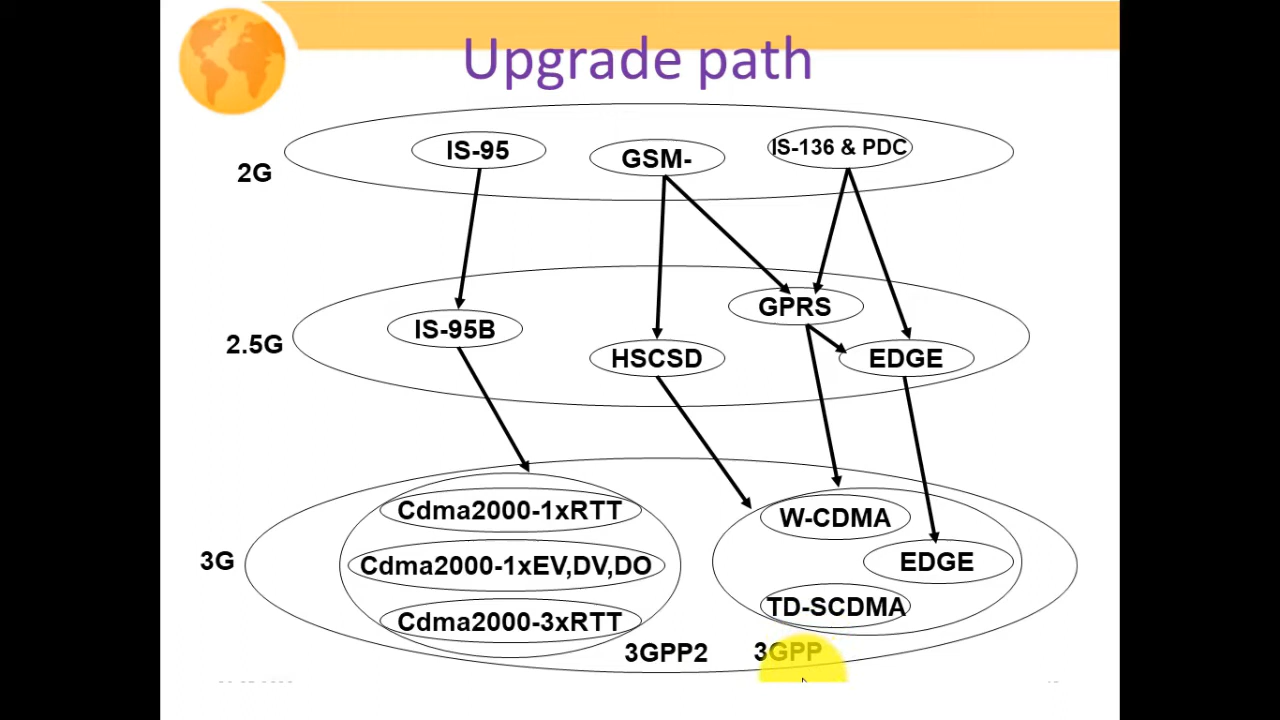 Upgrade path
IS-95
GSM-
IS-136 & PDC
2G
GPRS
IS-95B
2.5G
HSCSD
EDGE
Cdma2000-1xRTT
W-CDMA
3G
Cdma2000-1xEV,DV,DO
EDGE
TD-SCDMA
Cdma2000-3xRTT
3GPP2
3GPP